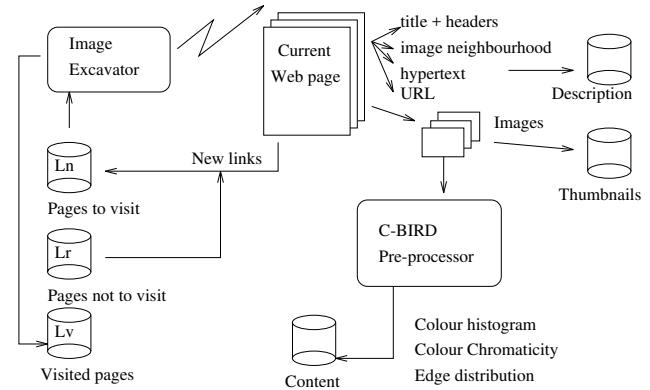 Image
Excavator
Current
Web page
title + headers
image neighbourhood
hypertext
URL
Description
Images
Thumbnails
New links
Ln
Pages to visit
Lr
Pages not to visit
Lv
Visited pages
C-BIRD
Pre-processor
Colour histogram
Colour Chromaticity
Edge distribution
Content